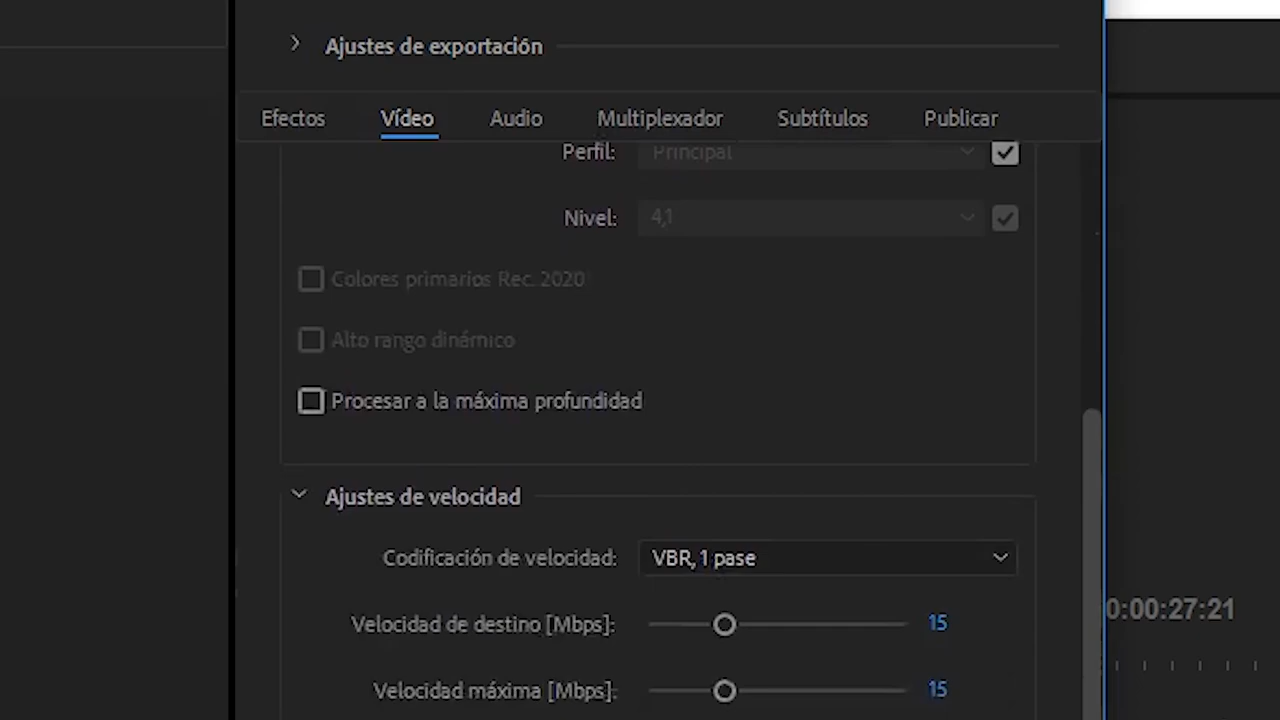 Ajustes de exportación
Efectos Vídeo Audio Multiplexador Subtítulos Publicar
Perfil: Principal
Nivel: 4,1
Colores primarios Rec. 2020
Alto rango dinámico
Procesar a la máxima profundidad
Ajustes de velocidad
Codificación de velocidad: VBR, 1 pase
Velocidad de destino [Mbps]: 15
0:00:27:21
Velocidad máxima [Mbps]: 15